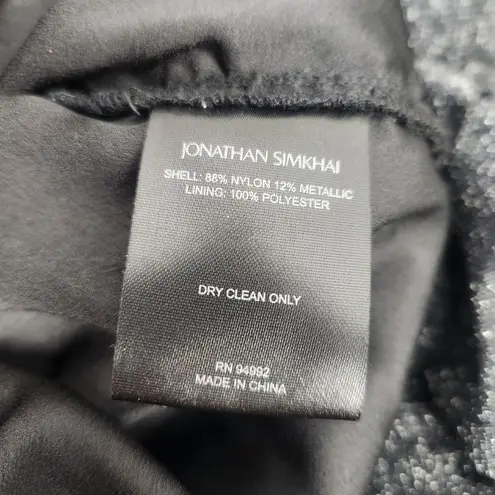 JONATHAN SIMKHAI
SHELL: 88% NYLON 12% METALLIC
LINING: 100% POLYESTER
DRY CLEAN ONLY
RN 94992
MADE IN CHINA